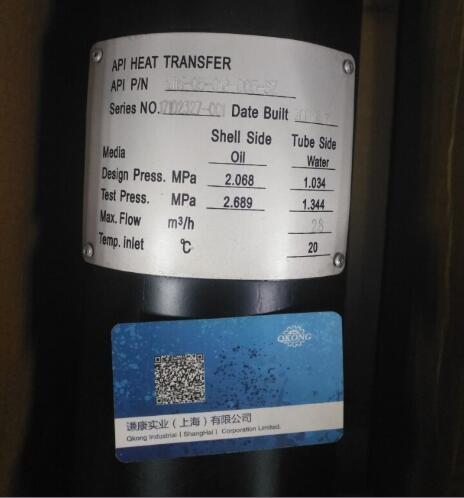 API HEAT TRANSFER
API P/N
Series NO. Date Built
Shell Side Tube Side
Media Oil Water
Design Press. MPa 2.068 1.034
Test Press. MPa 2.689 1.344
Max. Flow m³/h 28
Temp. inlet ℃ 20
QKONG
谦康实业（上海）有限公司
Qkong Industrial（ShangHai）Corporation Limited.